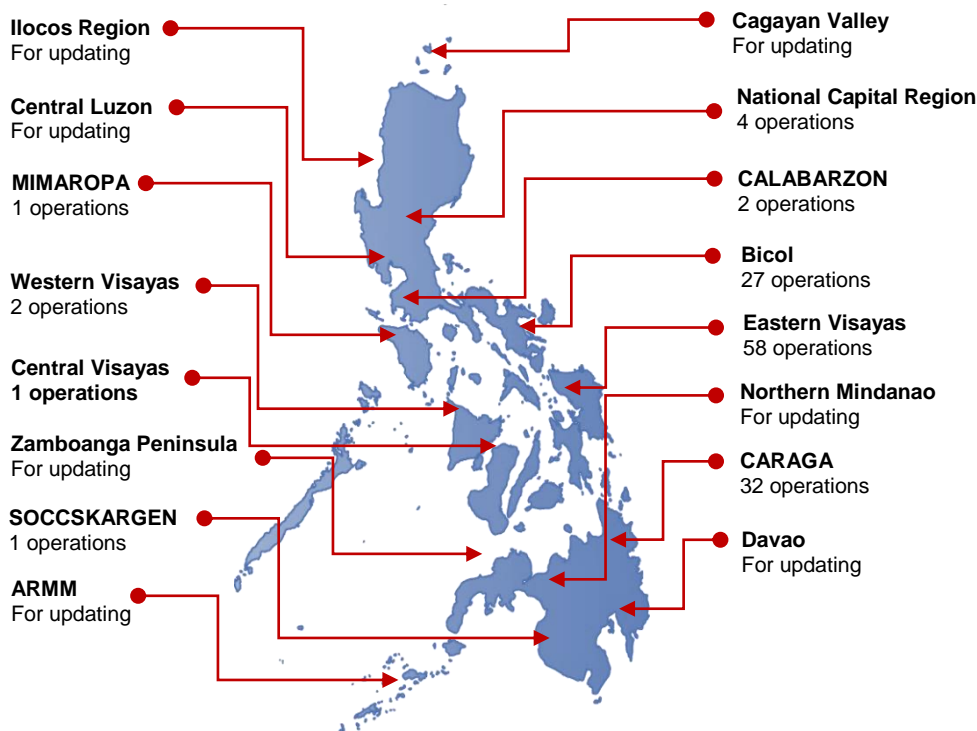 Ilocos Region
For updating
Central Luzon
For updating
MIMAROPA
1 operations
Western Visayas
2 operations
Central Visayas
1 operations
Zamboanga Peninsula
For updating
SOCCSKARGEN
1 operations
ARMM
For updating
Cagayan Valley
For updating
National Capital Region
4 operations
CALABARZON
2 operations
Bicol
27 operations
Eastern Visayas
58 operations
Northern Mindanao
For updating
CARAGA
32 operations
Davao
For updating